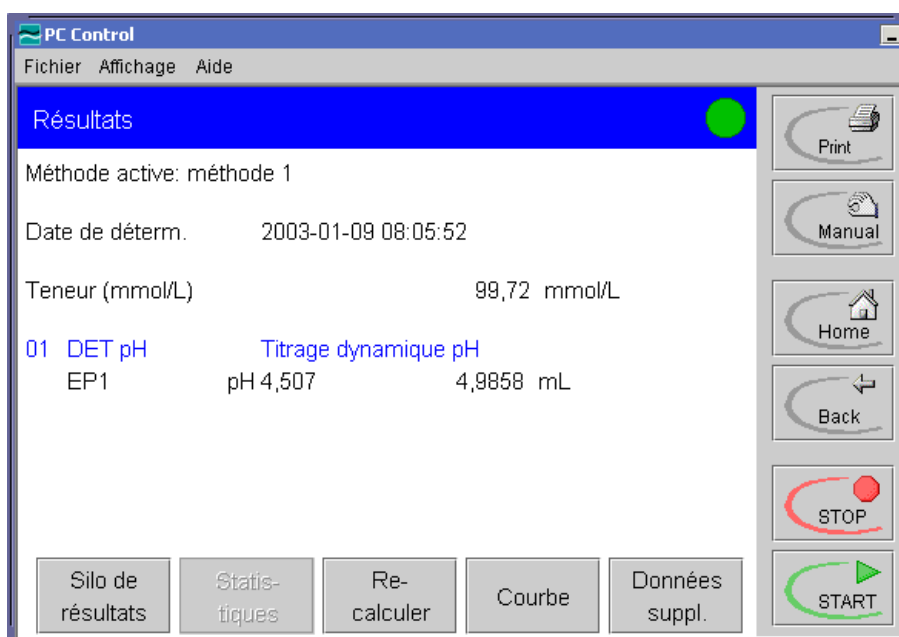 PC Control
Fichier Affichage Aide
Résultats
Méthode active: méthode 1
Date de déterm. 2003-01-09 08:05:52
Teneur (mmol/L) 99,72 mmol/L
01 DET pH Titrage dynamique pH
EP1 pH 4,507 4,9858 mL
Silo de
résultats
Statis-
tiques
Re-
calculer
Courbe
Données
suppl.
Print
Manual
Home
Back
STOP
START